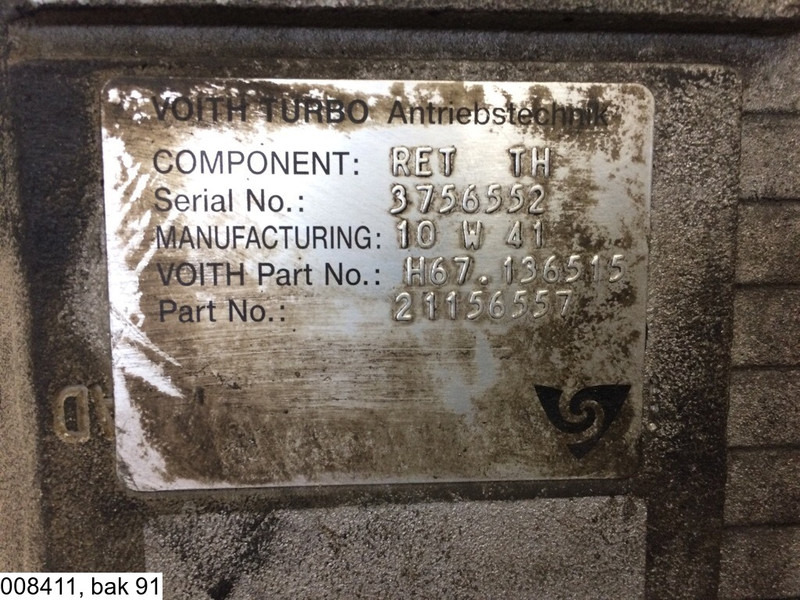 VOITH TURBO Antriebstechnik
COMPONENT: RET TH
Serial No.: 3756552
MANUFACTURING: 10 W 41
VOITH Part No.: H67.136515
Part No.: 21156557
008411, bak 91